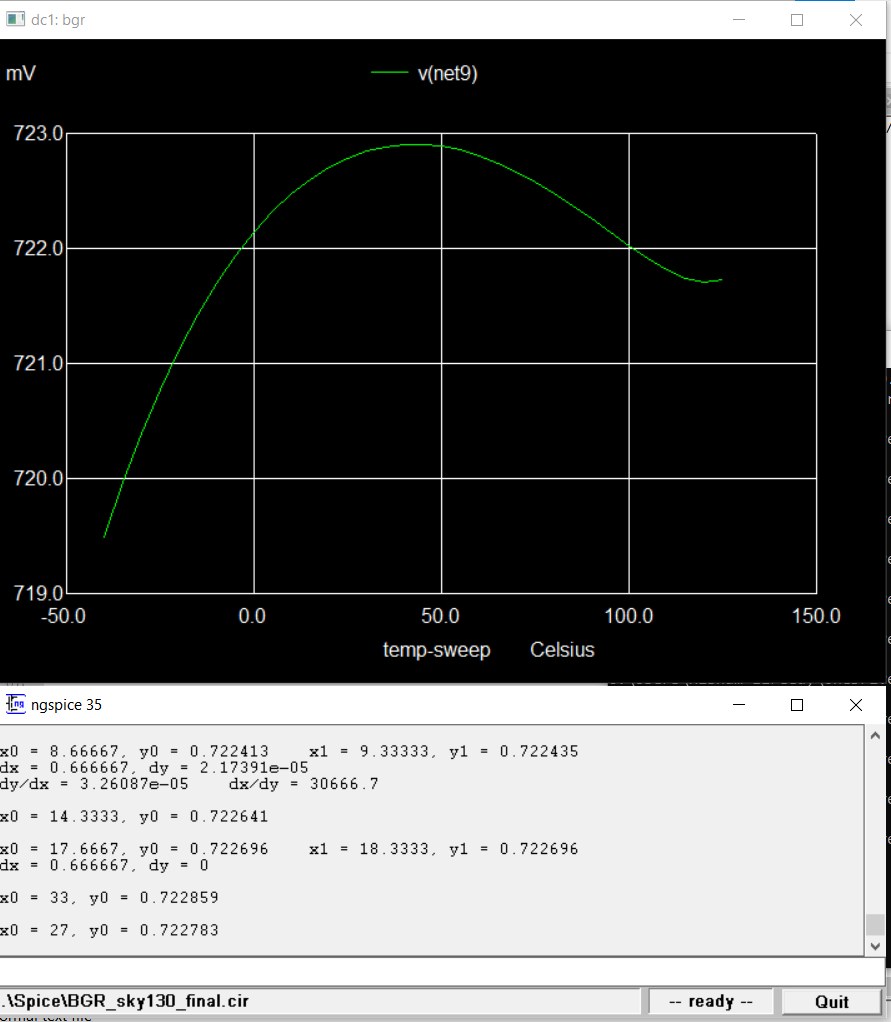 dc1: bgr
mV
v(net9)
723.0
722.0
721.0
720.0
719.0
-50.0 0.0 50.0 100.0 150.0
temp-sweep Celsius
ngspice 35
x0 = 8.66667, y0 = 0.722413 x1 = 9.33333, y1 = 0.722435
dx = 0.666667, dy = 2.17391e-05
dy/dx = 3.26087e-05 dx/dy = 30666.7
x0 = 14.3333, y0 = 0.722641
x0 = 17.6667, y0 = 0.722696 x1 = 18.3333, y1 = 0.722696
dx = 0.666667, dy = 0
x0 = 33, y0 = 0.722859
x0 = 27, y0 = 0.722783
.\Spice\BGR_sky130_final.cir
-- ready --
Quit